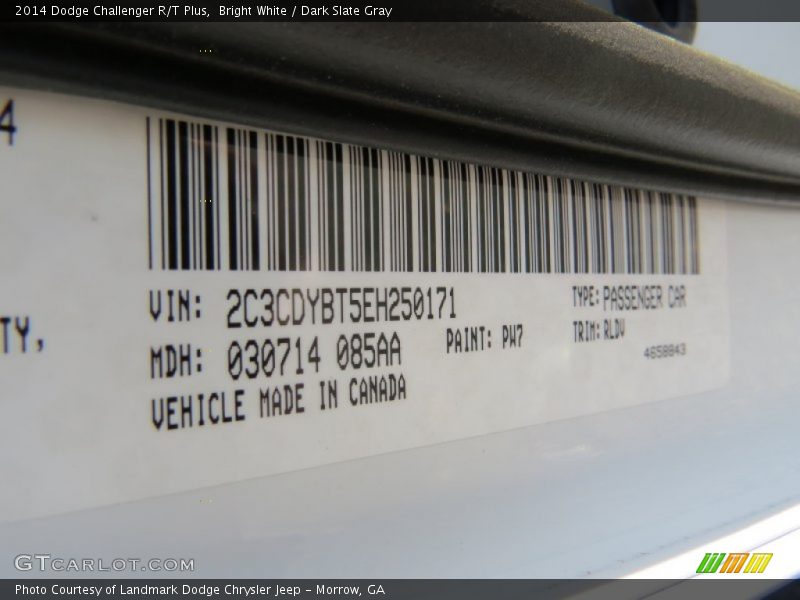 2014 Dodge Challenger R/T Plus, Bright White / Dark Slate Gray
4
TY,
VIN: 2C3CDYBT5EH250171
TYPE: PASSENGER CAR
MDH: 030714 085AA
PAINT: PW7
TRIM: RLDV
4658843
VEHICLE MADE IN CANADA
GTCARLOT.COM
Photo Courtesy of Landmark Dodge Chrysler Jeep - Morrow, GA